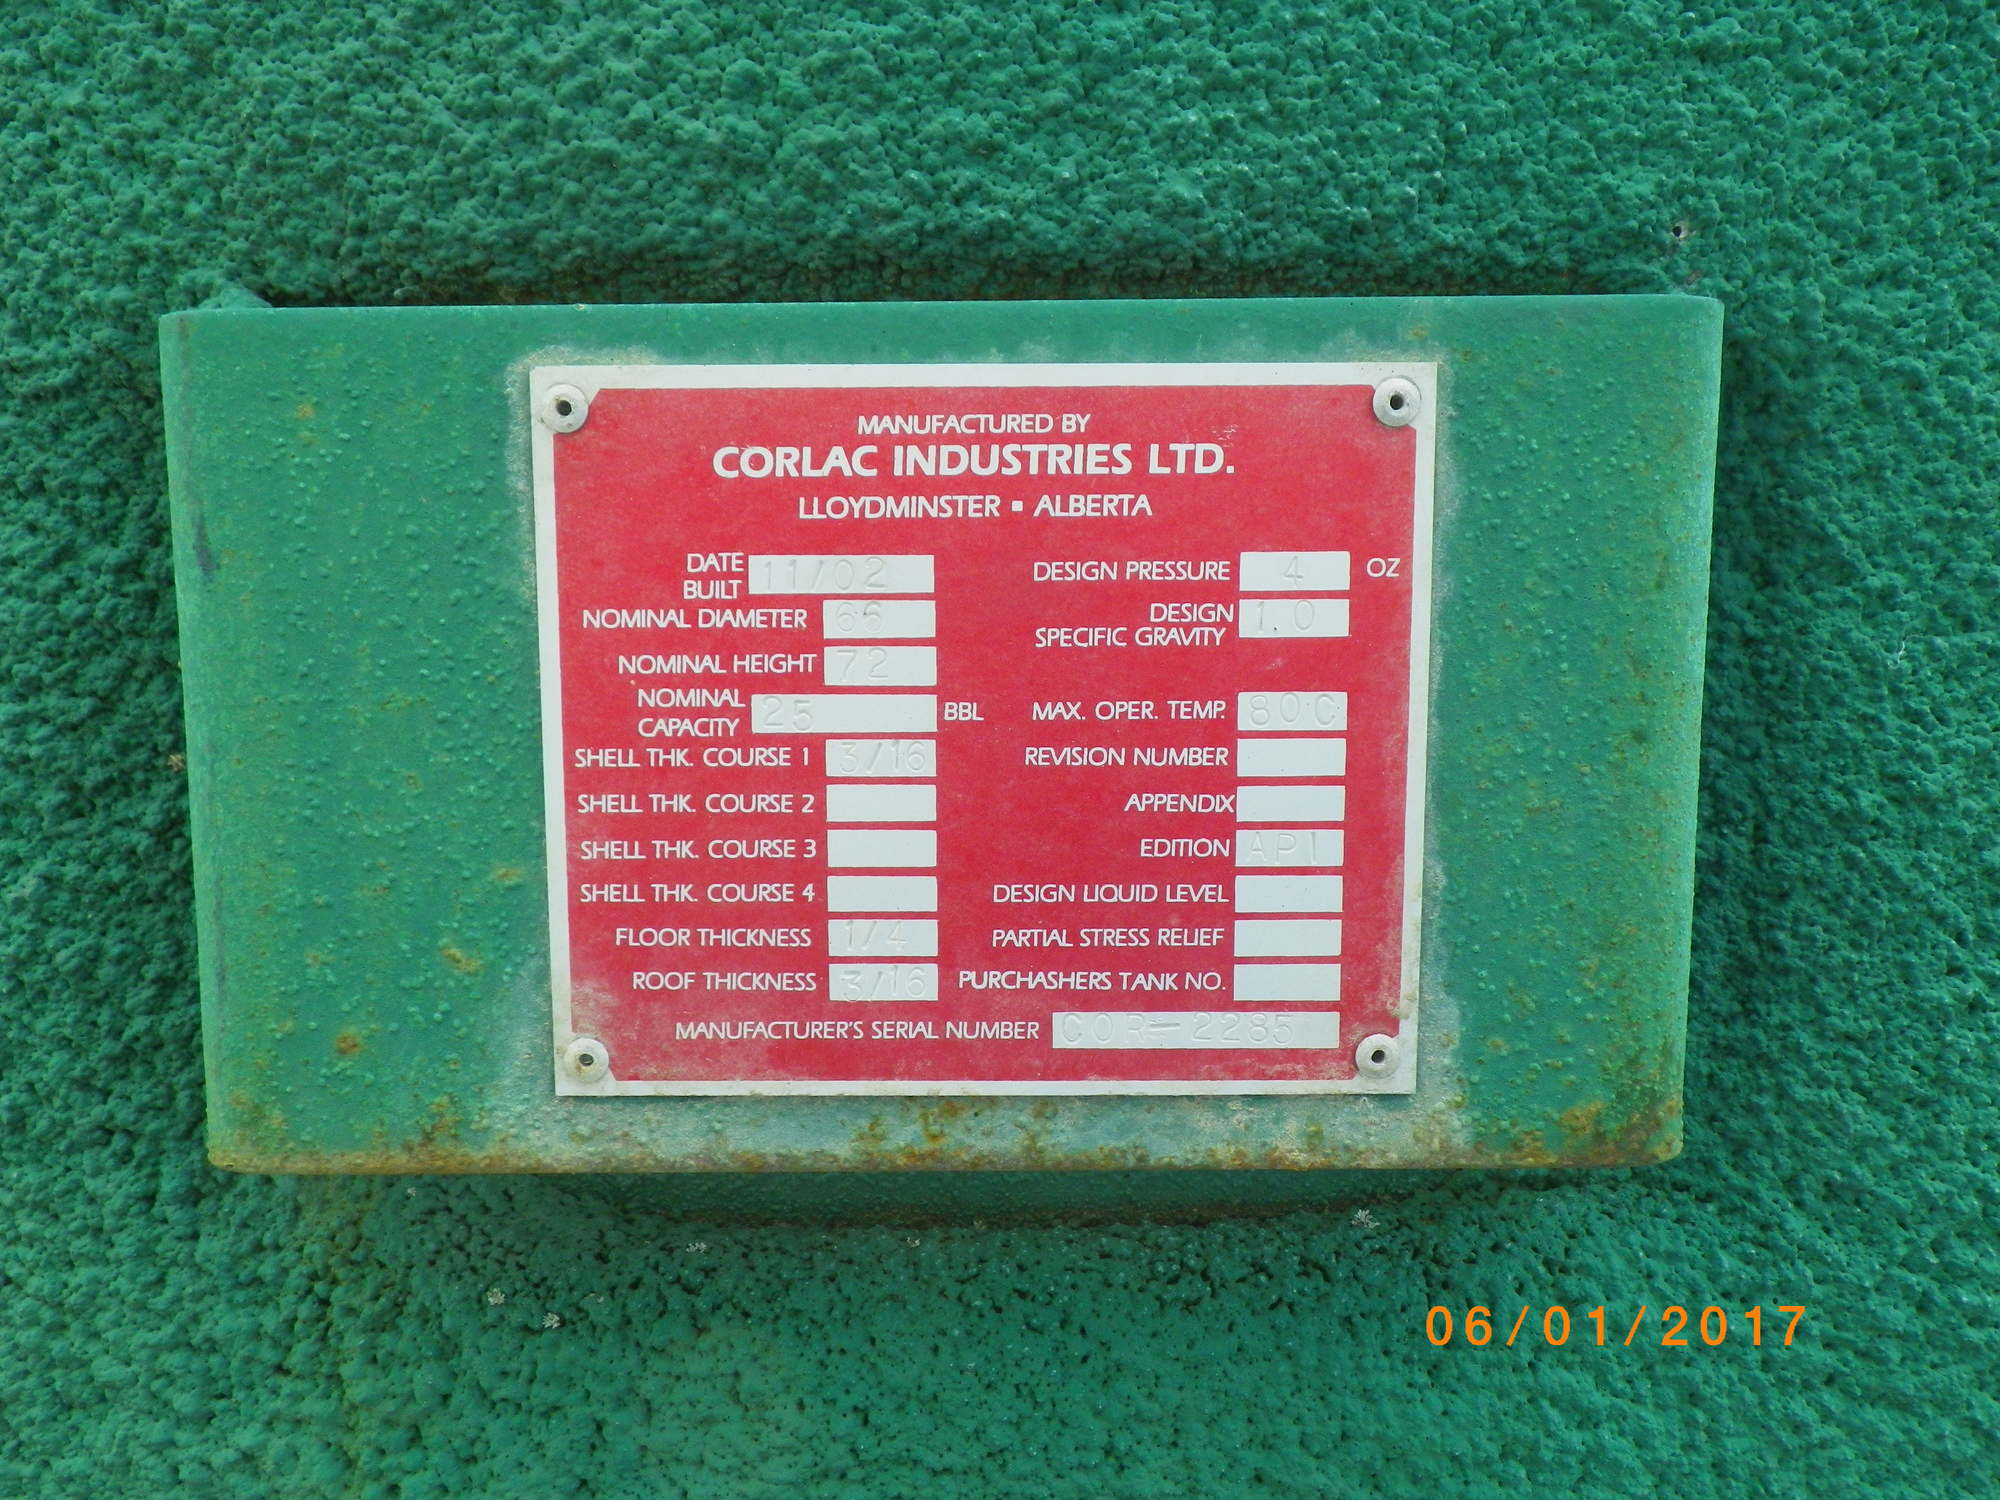 MANUFACTURED BY
CORLAC INDUSTRIES LTD.
LLOYDMINSTER ▪ ALBERTA
DATE BUILT 11/02
NOMINAL DIAMETER 66
NOMINAL HEIGHT 72
NOMINAL CAPACITY 25 BBL
SHELL THK. COURSE 1 3/16
SHELL THK. COURSE 2
SHELL THK. COURSE 3
SHELL THK. COURSE 4
FLOOR THICKNESS 1/4
ROOF THICKNESS 3/16
DESIGN PRESSURE 4 OZ
DESIGN SPECIFIC GRAVITY 1.0
MAX. OPER. TEMP. 80 C
REVISION NUMBER
APPENDIX
EDITION API
DESIGN LIQUID LEVEL
PARTIAL STRESS RELIEF
PURCHASHERS TANK NO.
MANUFACTURER'S SERIAL NUMBER COR-2285
06/01/2017